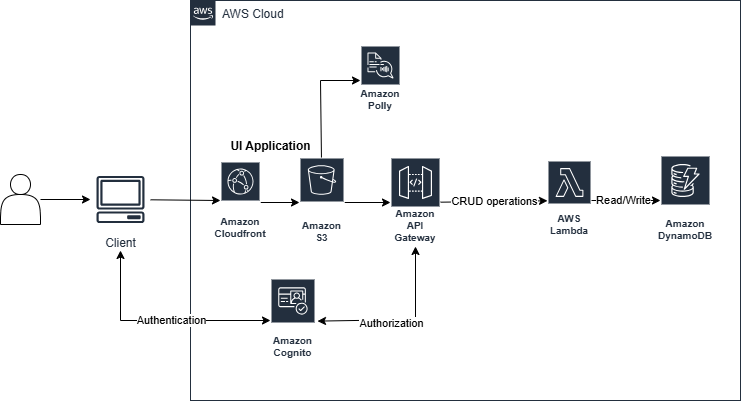 aws
AWS Cloud
Amazon
Polly
UI Application
Amazon
Cloudfront
Amazon
S3
Amazon
API
Gateway
CRUD operations
AWS
Lambda
Read/Write
Amazon
DynamoDB
Client
Authentication
Amazon
Cognito
Authorization